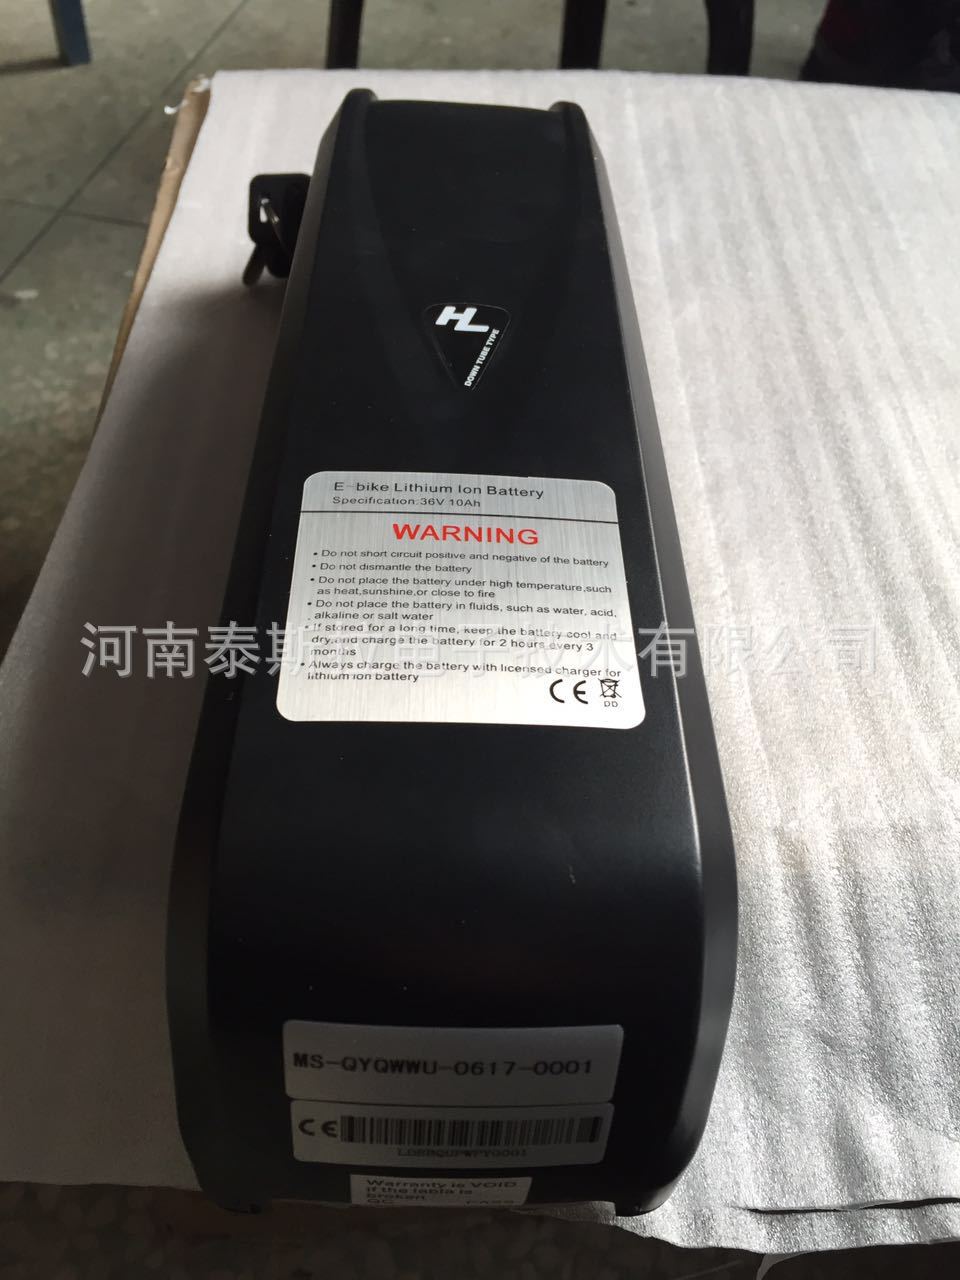 HL
DOWN TUBE TYPE
E-bike Lithium Ion Battery
Specification:36V 10Ah
WARNING
• Do not short circuit positive and negative of the battery
• Do not dismantle the battery
• Do not place the battery under high temperature,such
as heat,sunshine,or close to fire
• Do not place the battery in fluids, such as water, acid,
alkaline or salt water
• If stored for a long time, keep the battery cool and
dry,and charge the battery for 2 hours every 3
months
• Always charge the battery with licensed charger for
lithium ion battery
CE
DD
河南泰斯 电子技术有限公司
MS-QYQWWU-0617-0001
CE
Warranty is VOID
if the lable is
broken
QC